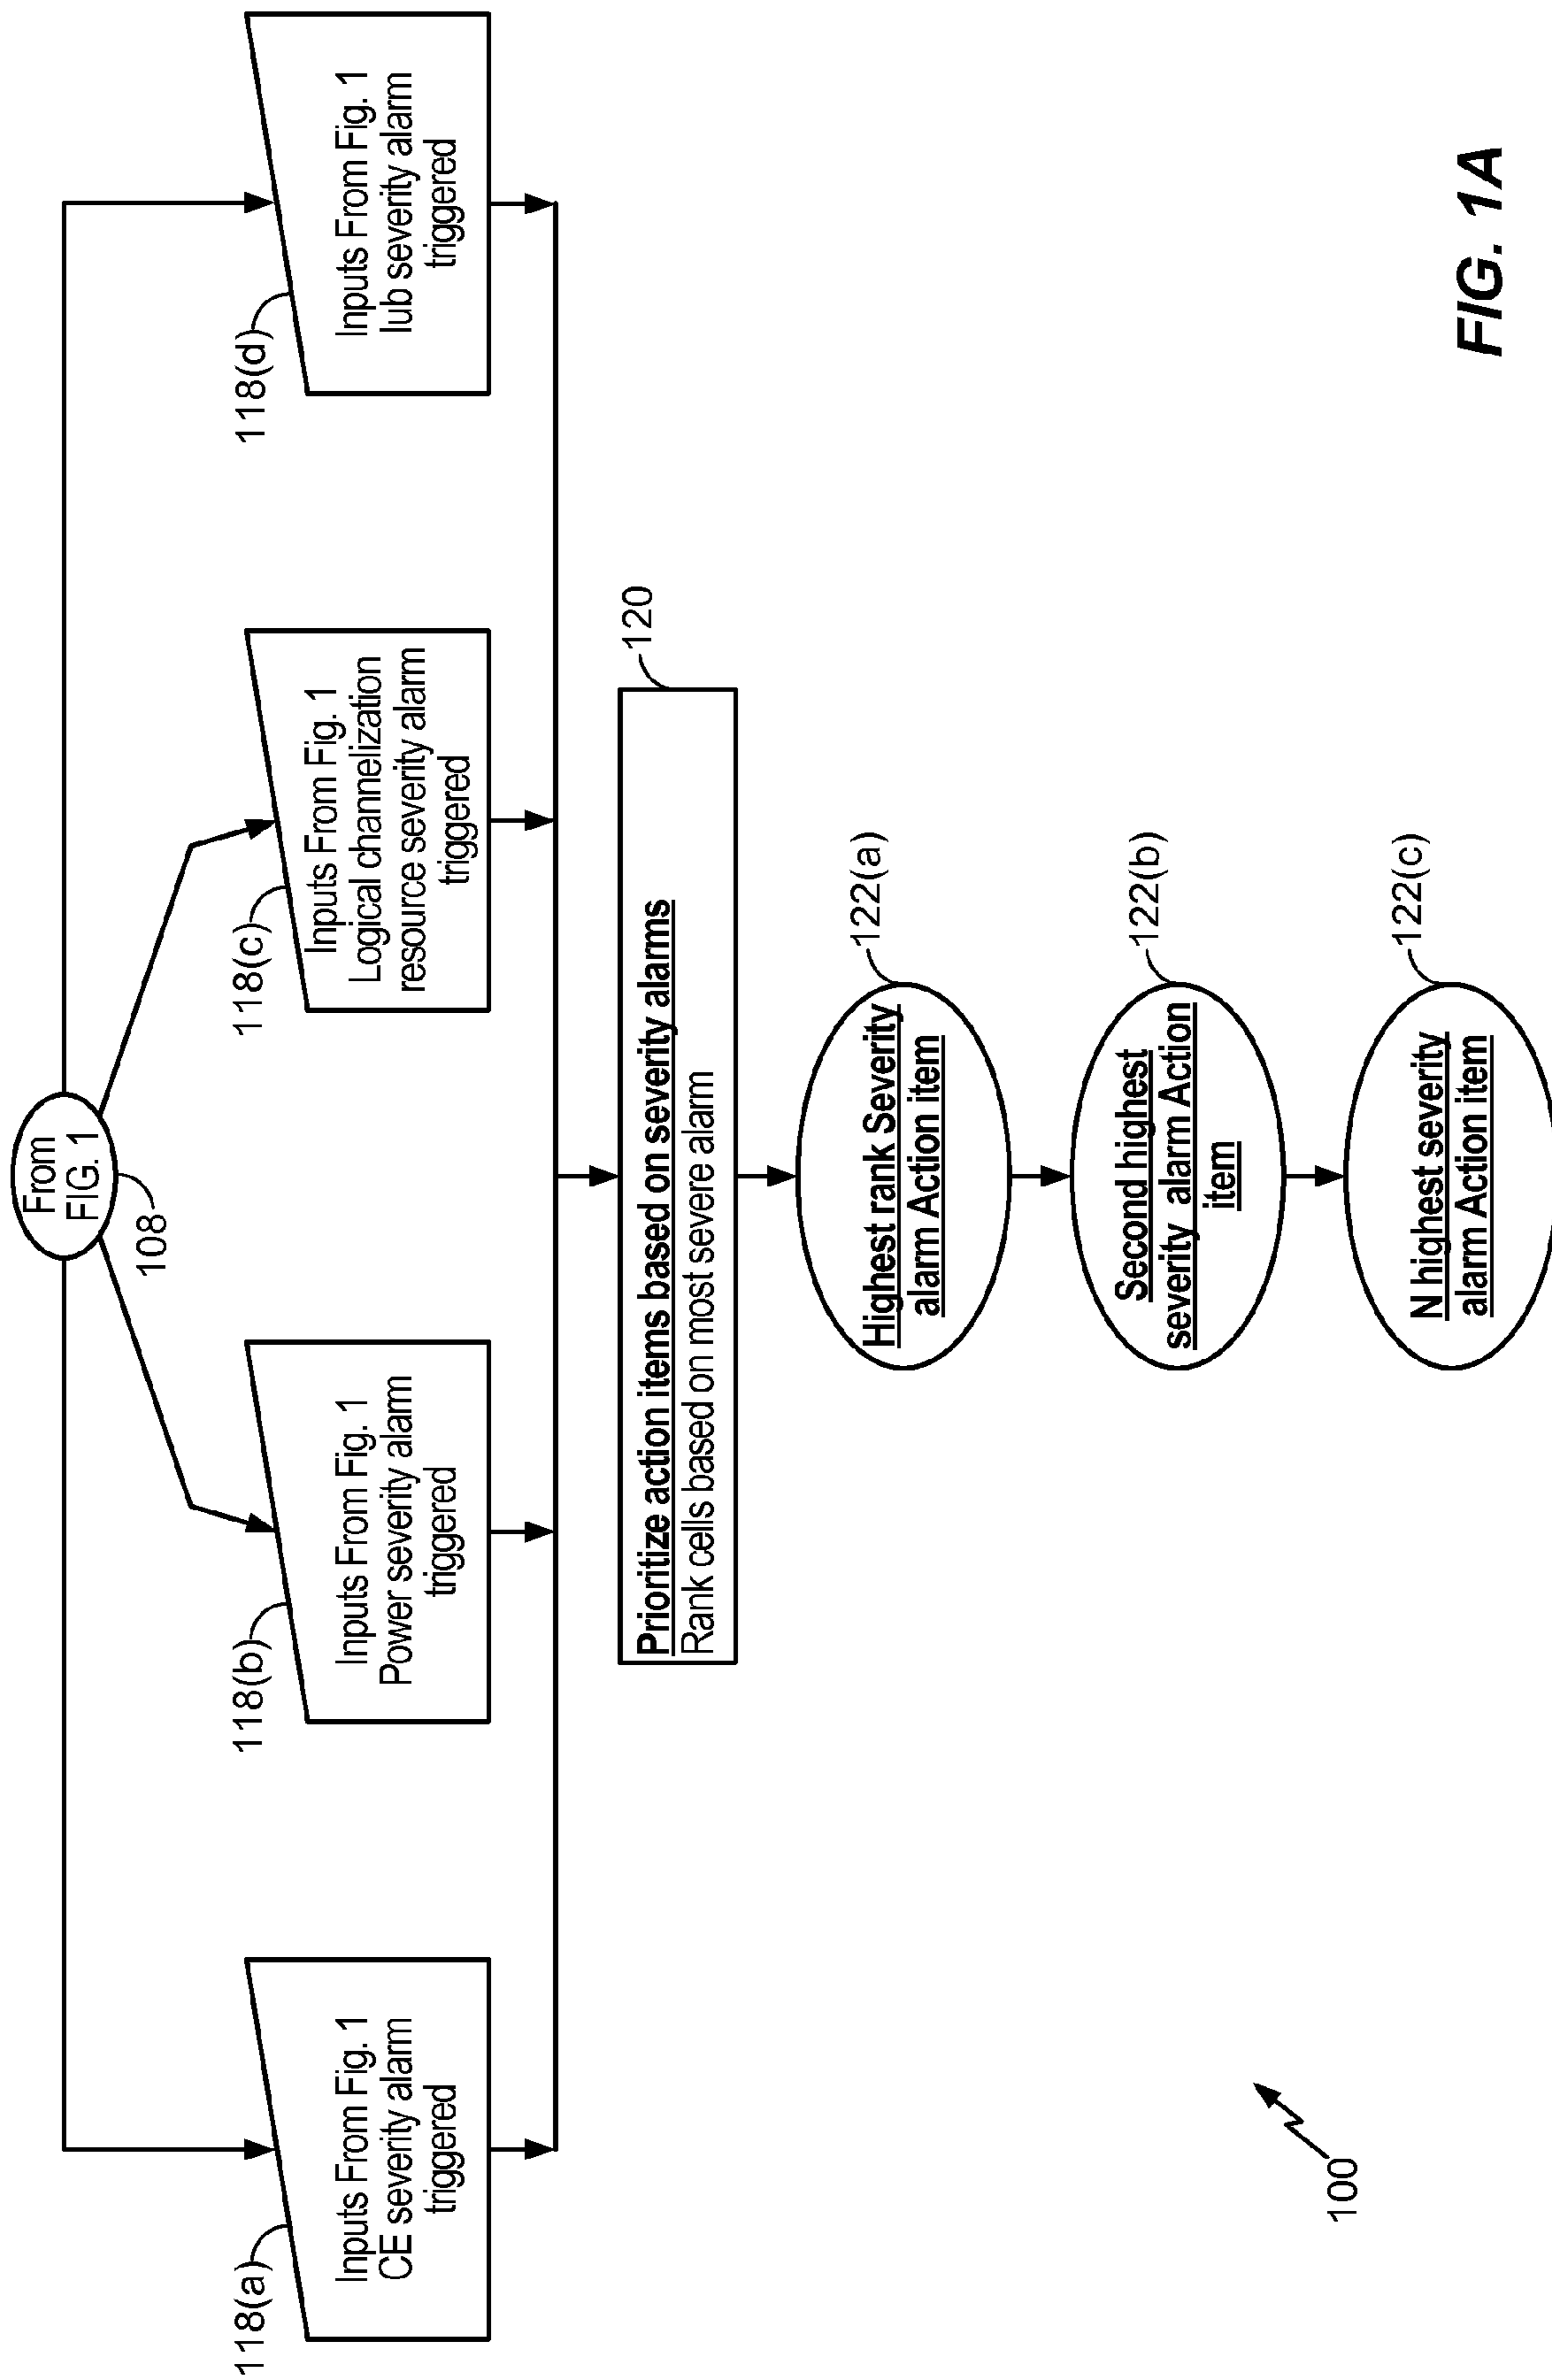 From
FIG. 1
108
118(a)
Inputs From Fig. 1
CE severity alarm
triggered
118(b)
Inputs From Fig. 1
Power severity alarm
triggered
118(c)
Inputs From Fig. 1
Logical channelization
resource severity alarm
triggered
118(d)
Inputs From Fig. 1
Iub severity alarm
triggered
120
Prioritize action items based on severity alarms
Rank cells based on most severe alarm
122(a)
Highest rank Severity
alarm Action item
122(b)
Second highest
severity alarm Action
item
122(c)
N highest severity
alarm Action item
100
FIG. 1A